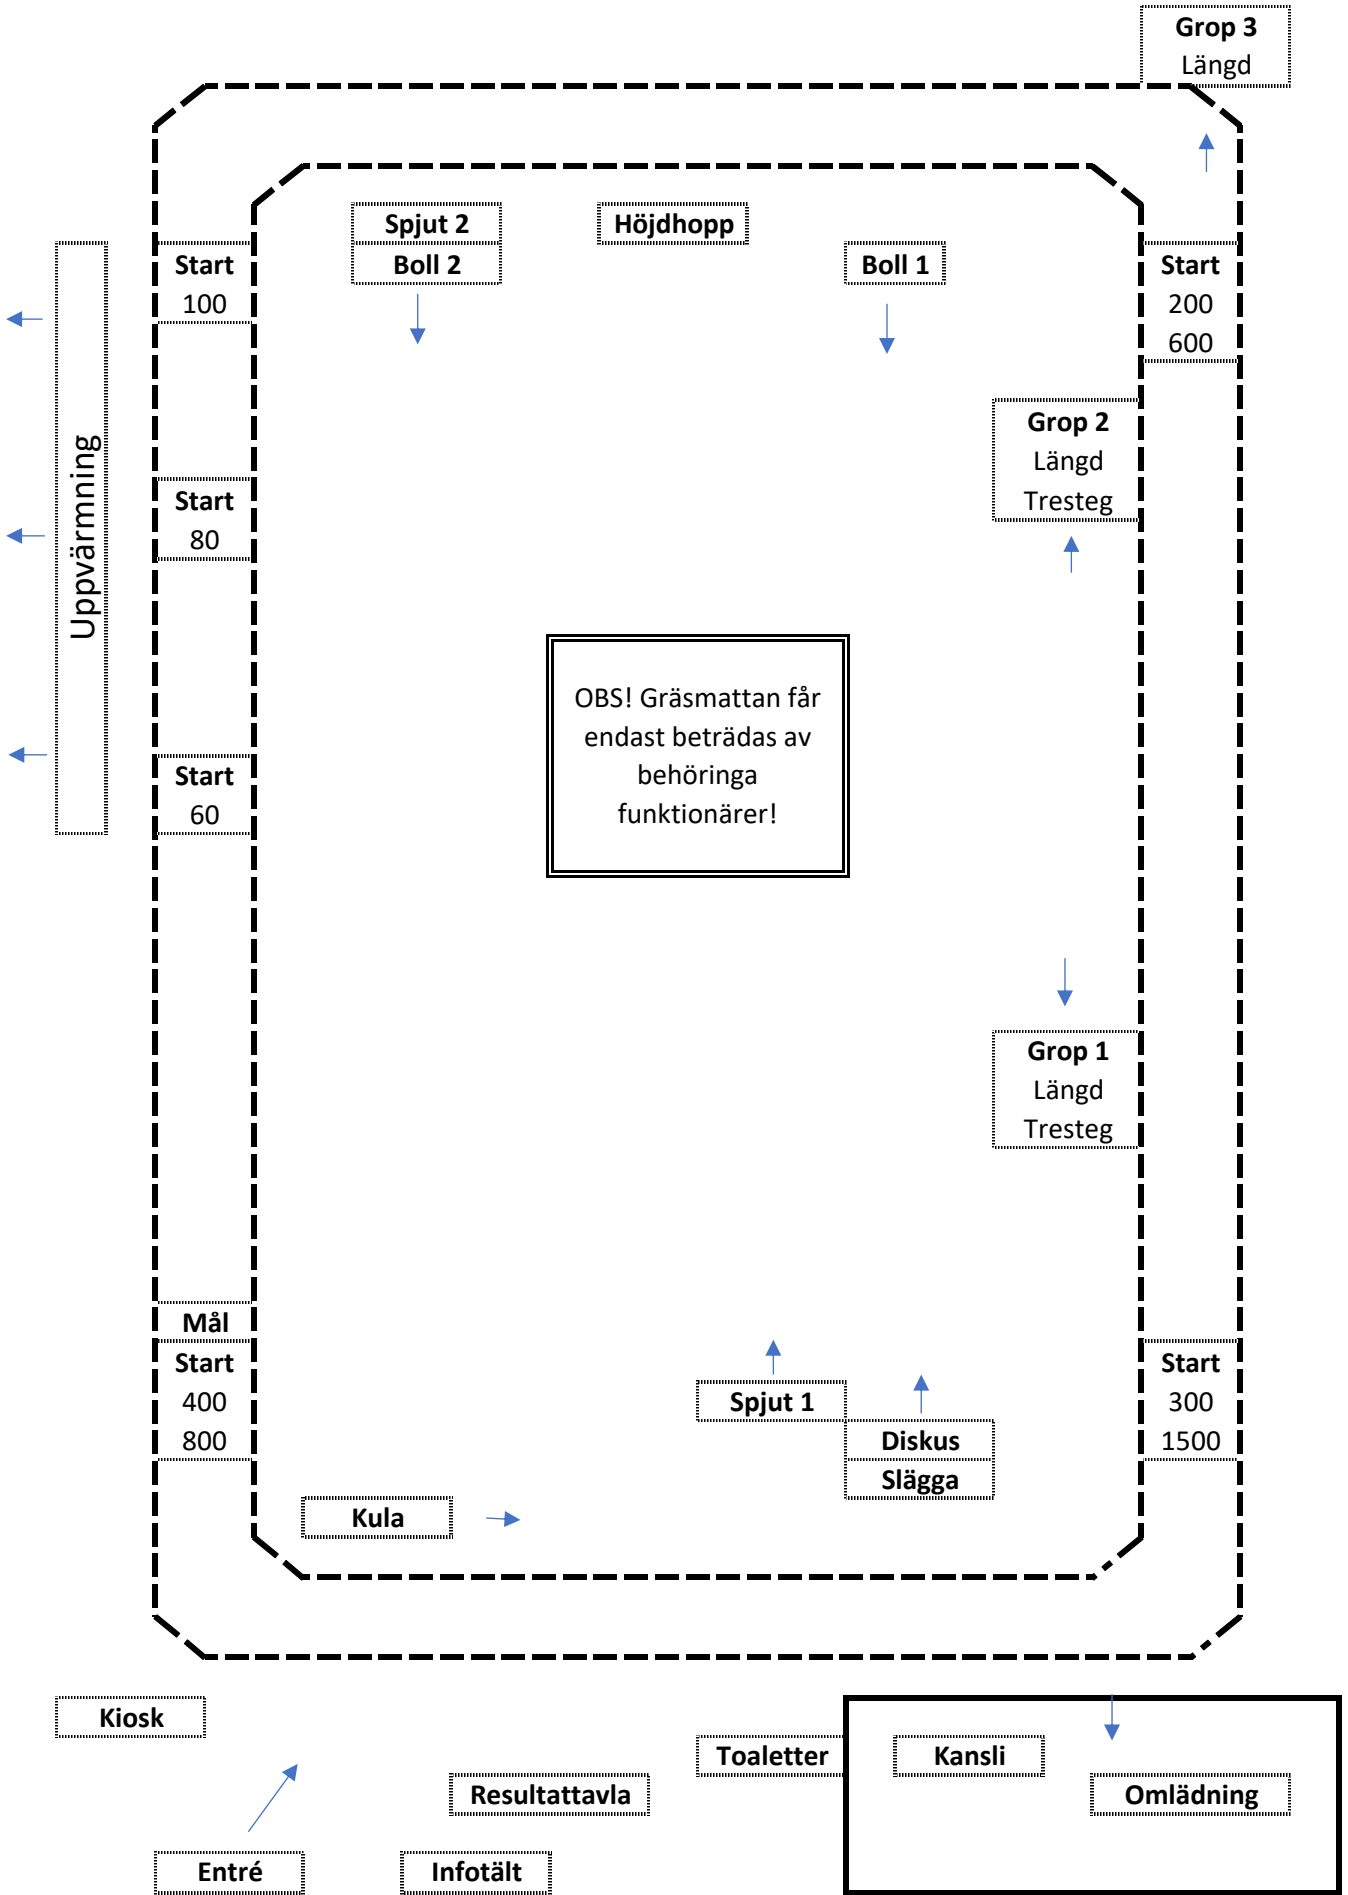 Grop 3
Längd
Spjut 2
Höjdhopp
Boll 2
Boll 1
Start
100
Start
200
600
Uppvärmning
Grop 2
Längd
Tresteg
Start
80
OBS! Gräsmattan får
endast beträdas av
behöringa
funktionärer!
Start
60
Grop 1
Längd
Tresteg
Mål
Start
400
800
Start
300
1500
Spjut 1
Diskus
Slägga
Kula
Kiosk
Toaletter
Kansli
Resultattavla
Omlädning
Entré
Infotält